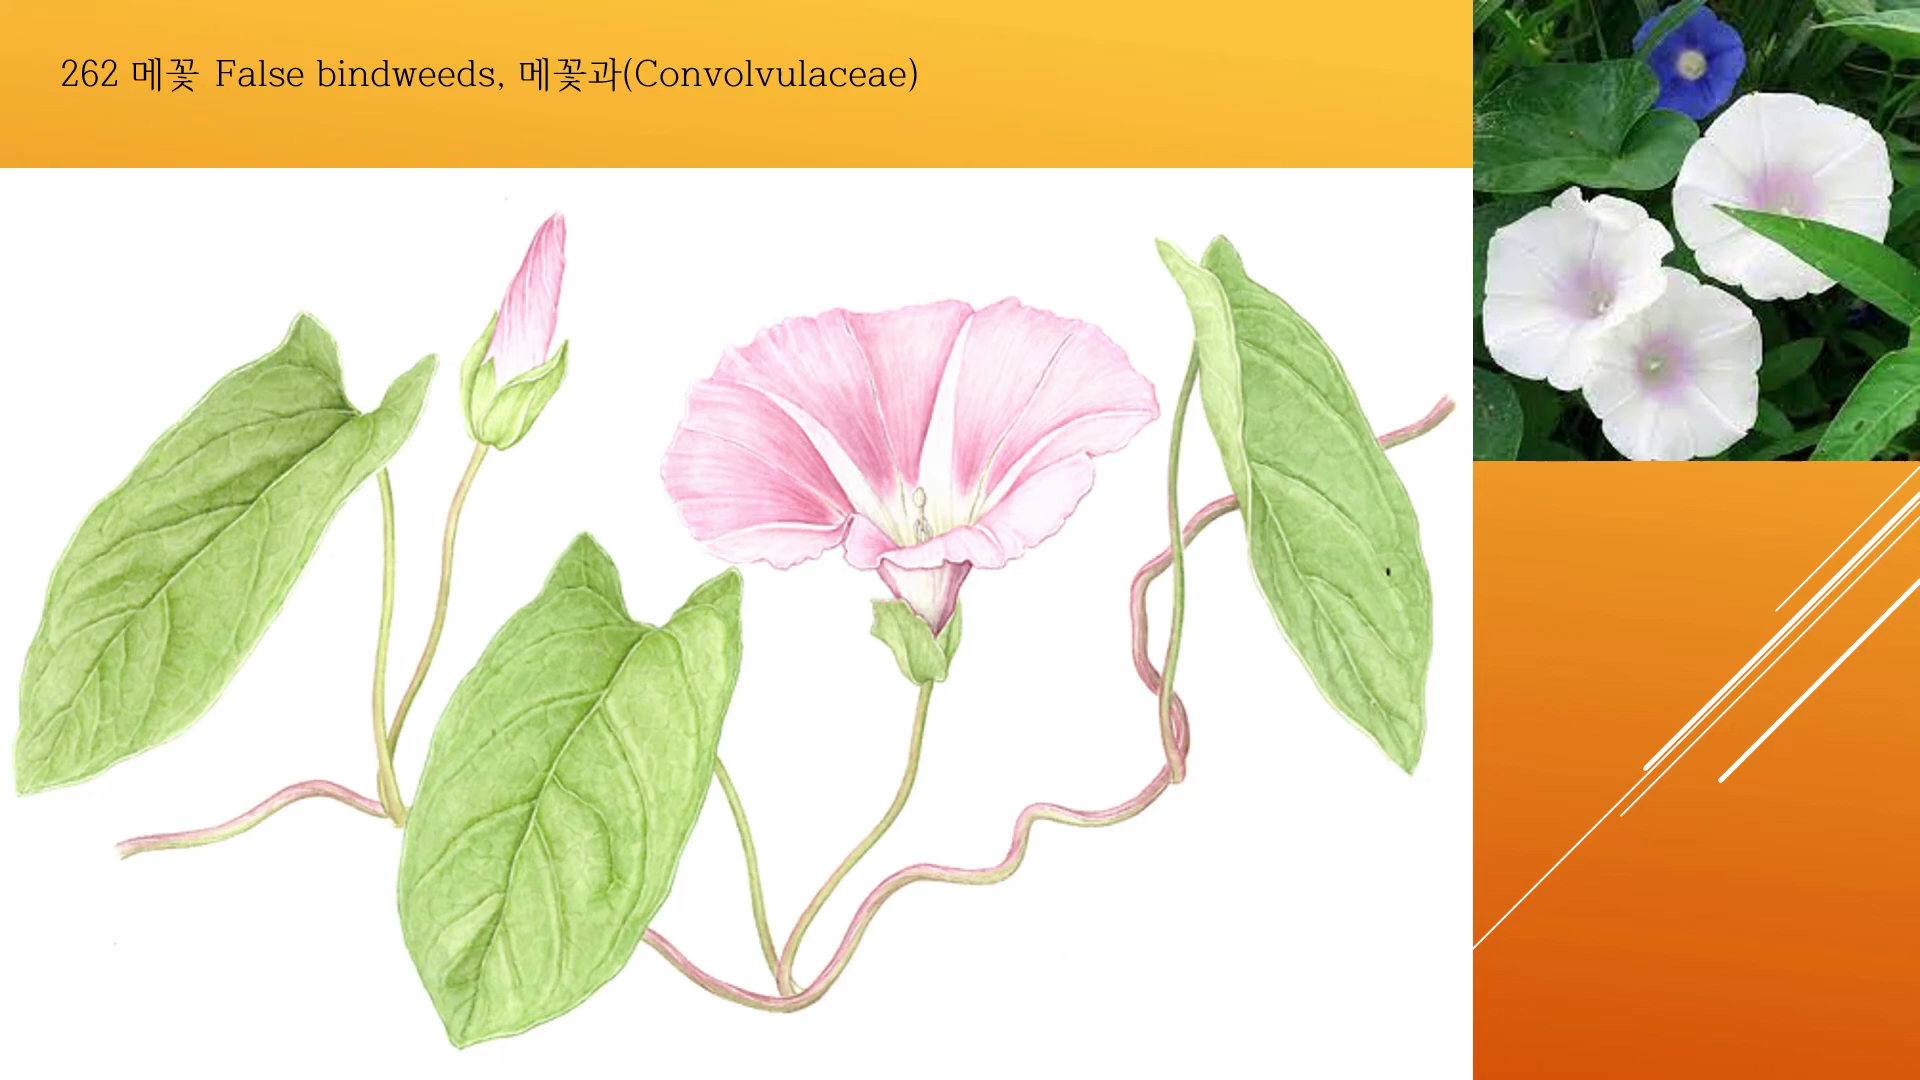 262 메꽃 False bindweeds, 메꽃과(Convolvulaceae)